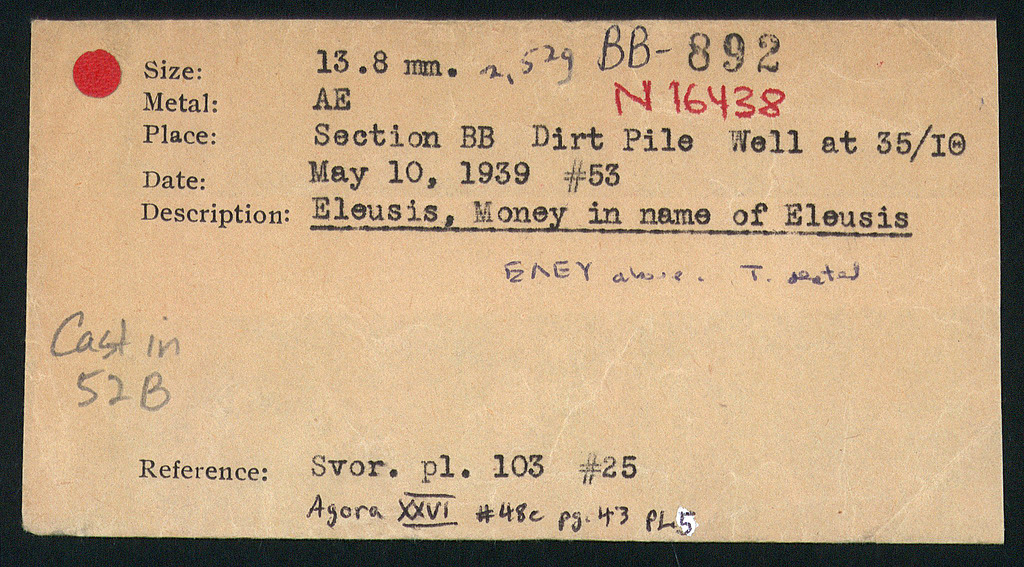 Size: 13.8 mm. 2,52g BB-892
Metal: AE N 16438
Place: Section BB Dirt Pile Well at 35/ΙΘ
Date: May 10, 1939 #53
Description: Eleusis, Money in name of Eleusis
ΕΛΕΥ above. T. seated
Cast in
52B
Reference: Svor. pl. 103 #25
Agora XXVI #48c pg. 43 PL 5